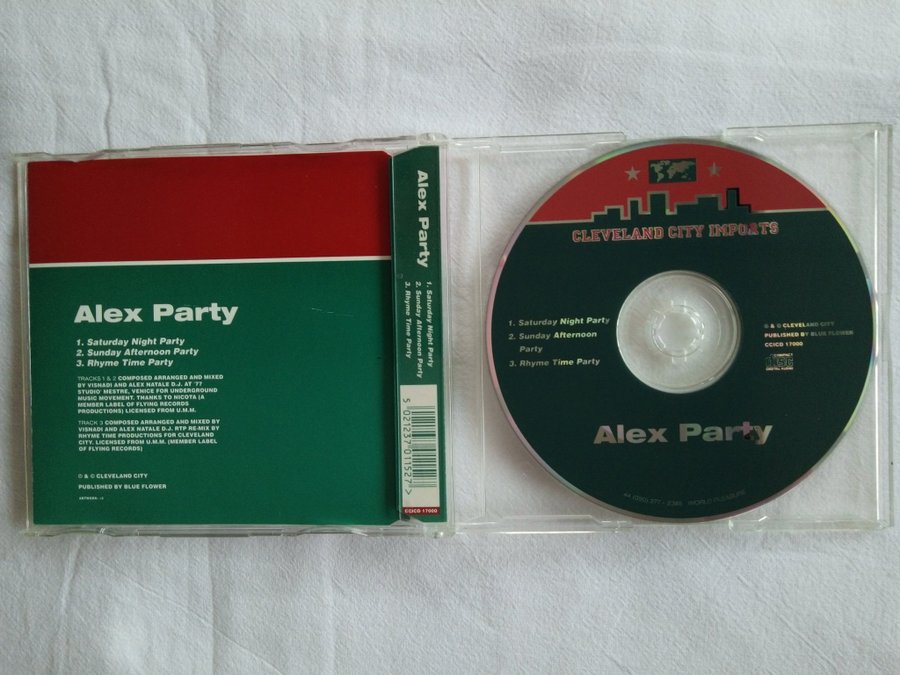 Alex Party
1. Saturday Night Party
2. Sunday Afternoon Party
3. Rhyme Time Party
TRACKS 1 & 2 COMPOSED ARRANGED AND MIXED
BY VISNADI AND ALEX NATALE D.J. AT '77
STUDIO' MESTRE, VENICE FOR UNDERGROUND
MUSIC MOVEMENT. THANKS TO NICOTA (A
MEMBER LABEL OF FLYING RECORDS
PRODUCTIONS) LICENSED FROM U.M.M.
TRACK 3 COMPOSED ARRANGED AND MIXED BY
VISNADI AND ALEX NATALE D.J. RTP RE-MIX BY
RHYME TIME PRODUCTIONS FOR CLEVELAND
CITY. LICENSED FROM U.M.M. (MEMBER LABEL
OF FLYING RECORDS)
℗ & © CLEVELAND CITY
PUBLISHED BY BLUE FLOWER
Alex Party
1. Saturday Night Party
2. Sunday Afternoon Party
3. Rhyme Time Party
5 021237 011527 >
CCICD 17000
CLEVELAND CITY IMPORTS
1. Saturday Night Party
2. Sunday Afternoon
Party
3. Rhyme Time Party
℗ & © CLEVELAND CITY
PUBLISHED BY BLUE FLOWER
CCICD 17000
COMPACT
disc
DIGITAL AUDIO
Alex Party
WORLD PLEASURE